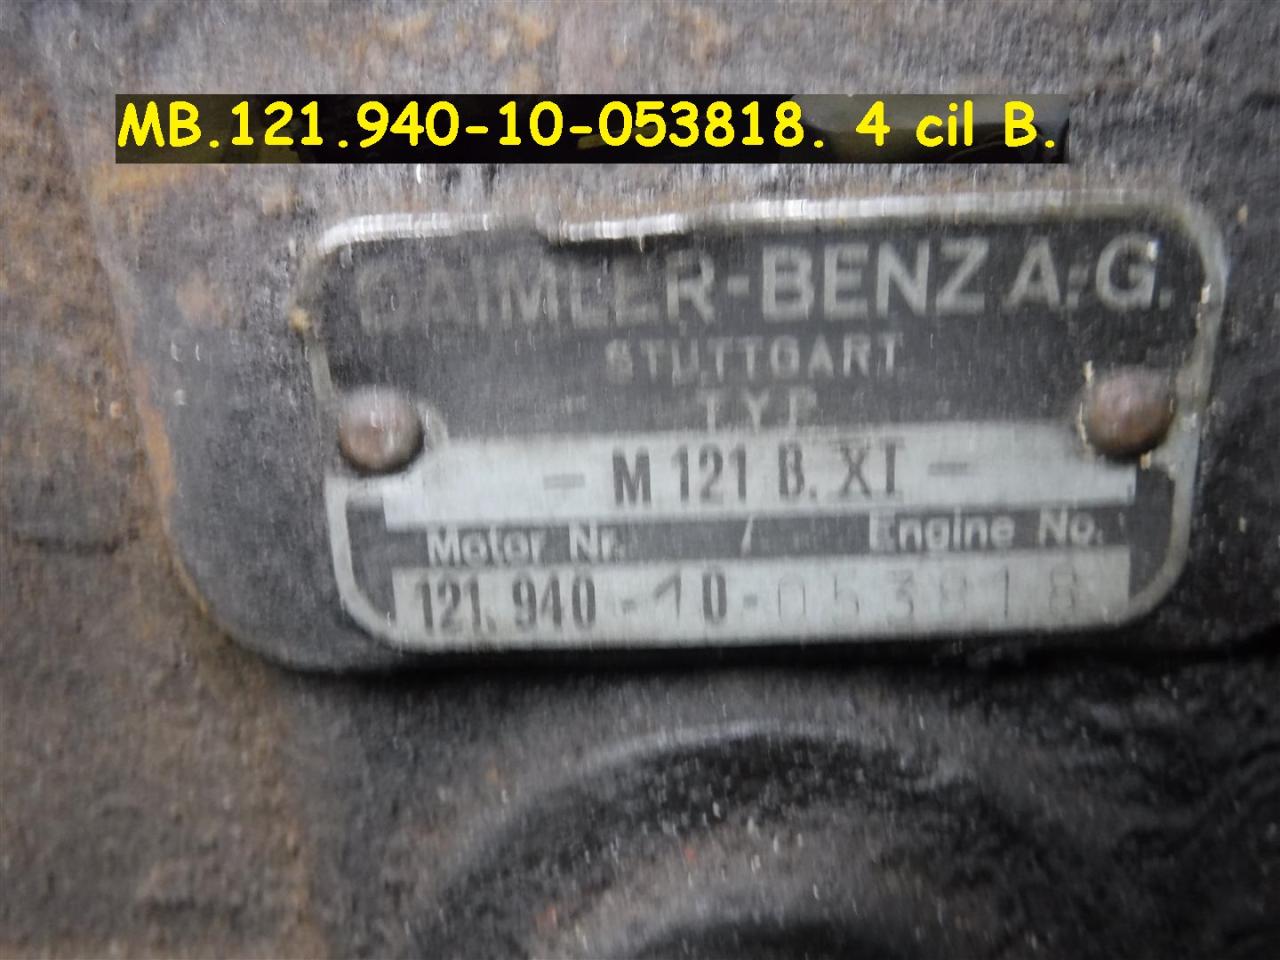 MB.121.940-10-053818. 4 cil B.
DAIMLER-BENZ A.-G.
STUTTGART
TYP
- M 121 B. XI -
Motor Nr. / Engine No.
121.940-10-053818